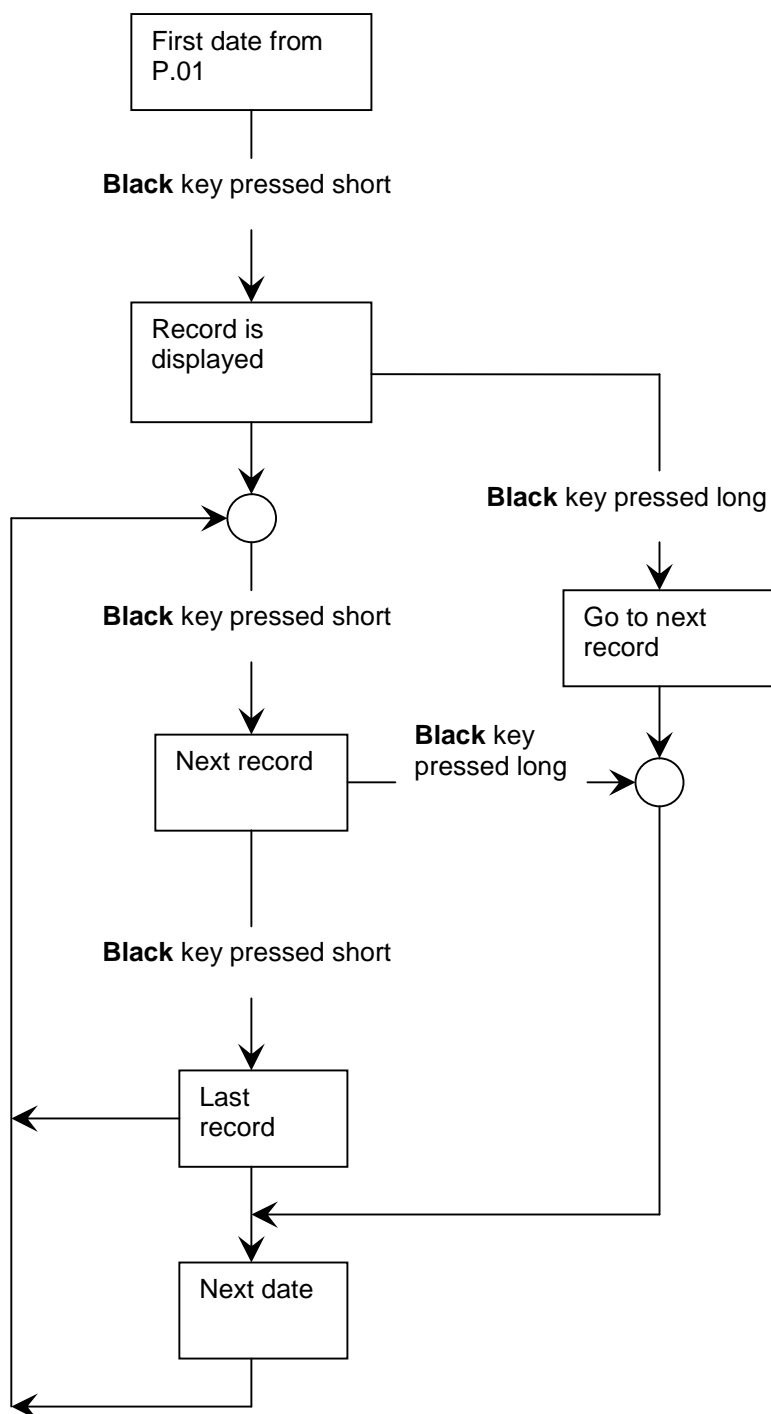 First date from
P.01
Black key pressed short
Record is
displayed
Black key pressed long
Black key pressed short
Go to next
record
Next record
Black key
pressed long
Black key pressed short
Last
record
Next date